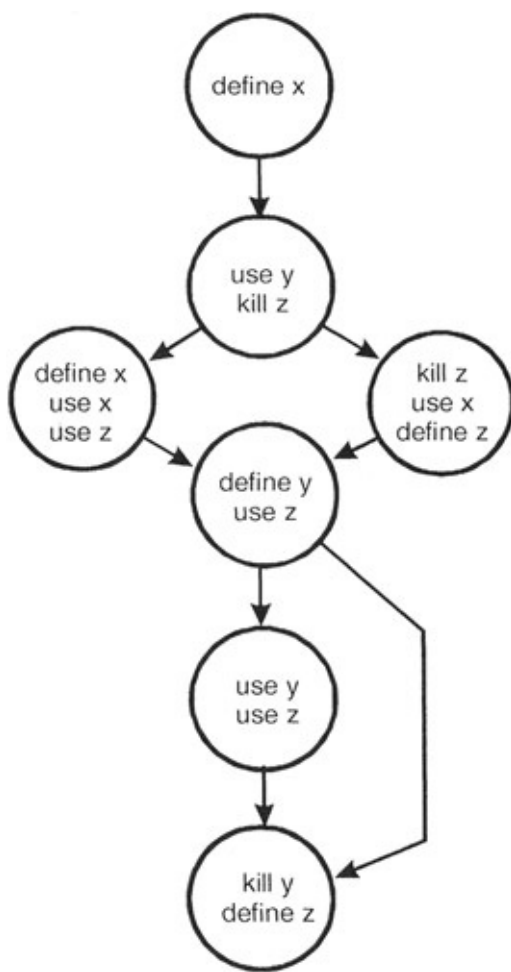 define x
use y
kill z
define x
use x
use z
kill z
use x
define z
define y
use z
use y
use z
kill y
define z